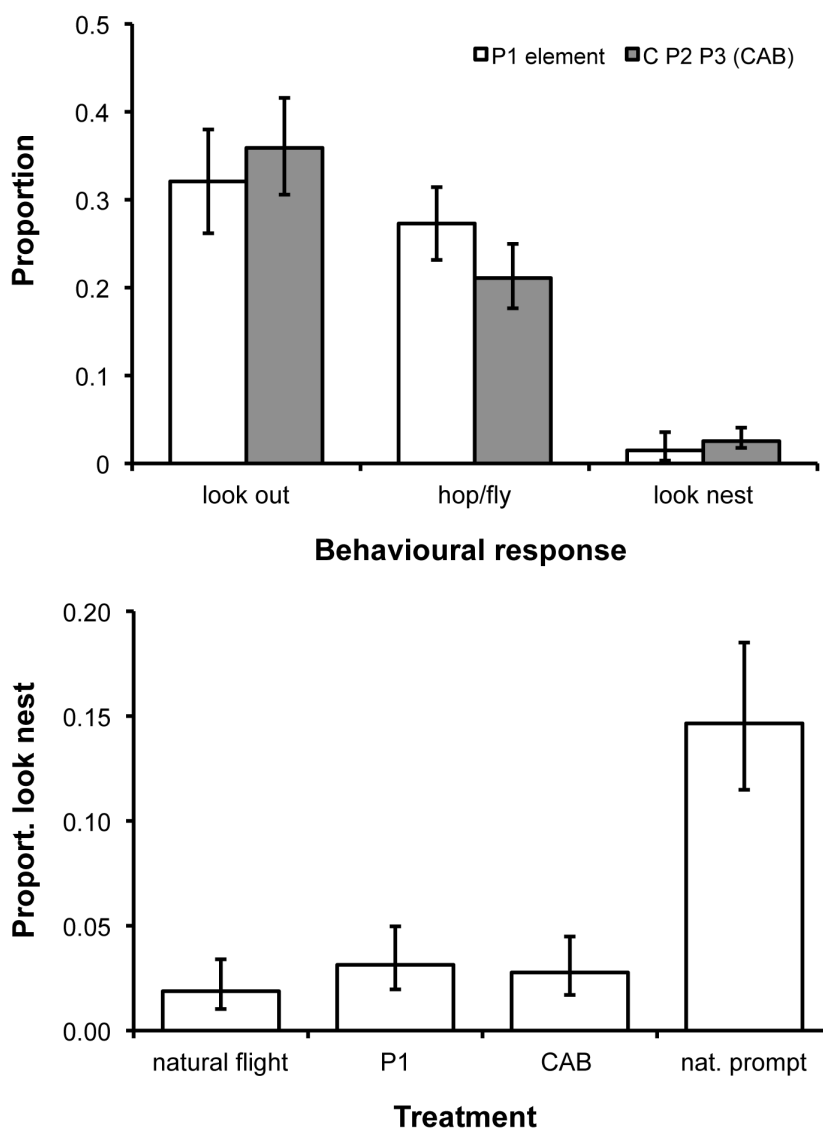 0.5
P1 element C P2 P3 (CAB)
0.4
0.3
0.2
0.1
0
Proportion
look out hop/fly look nest
Behavioural response
0.20
0.15
0.10
0.05
0.00
Proport. look nest
natural flight P1 CAB nat. prompt
Treatment